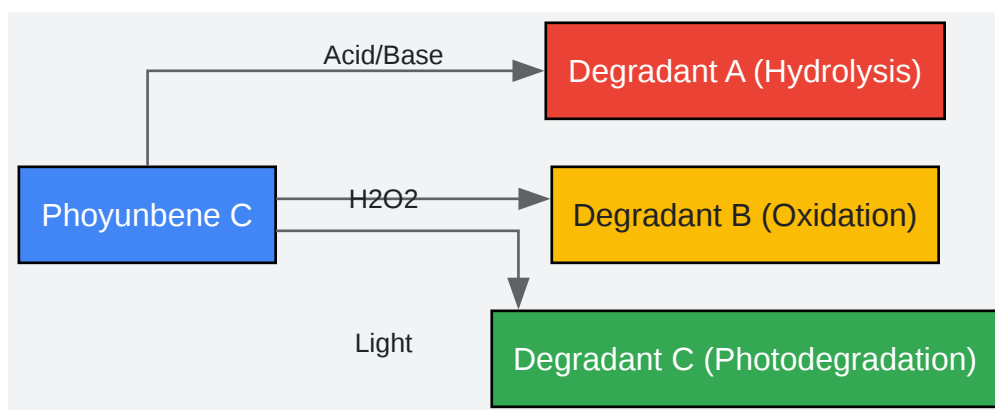 Acid/Base
Degradant A (Hydrolysis)
Phoyunbene C
H2O2
Degradant B (Oxidation)
Light
Degradant C (Photodegradation)